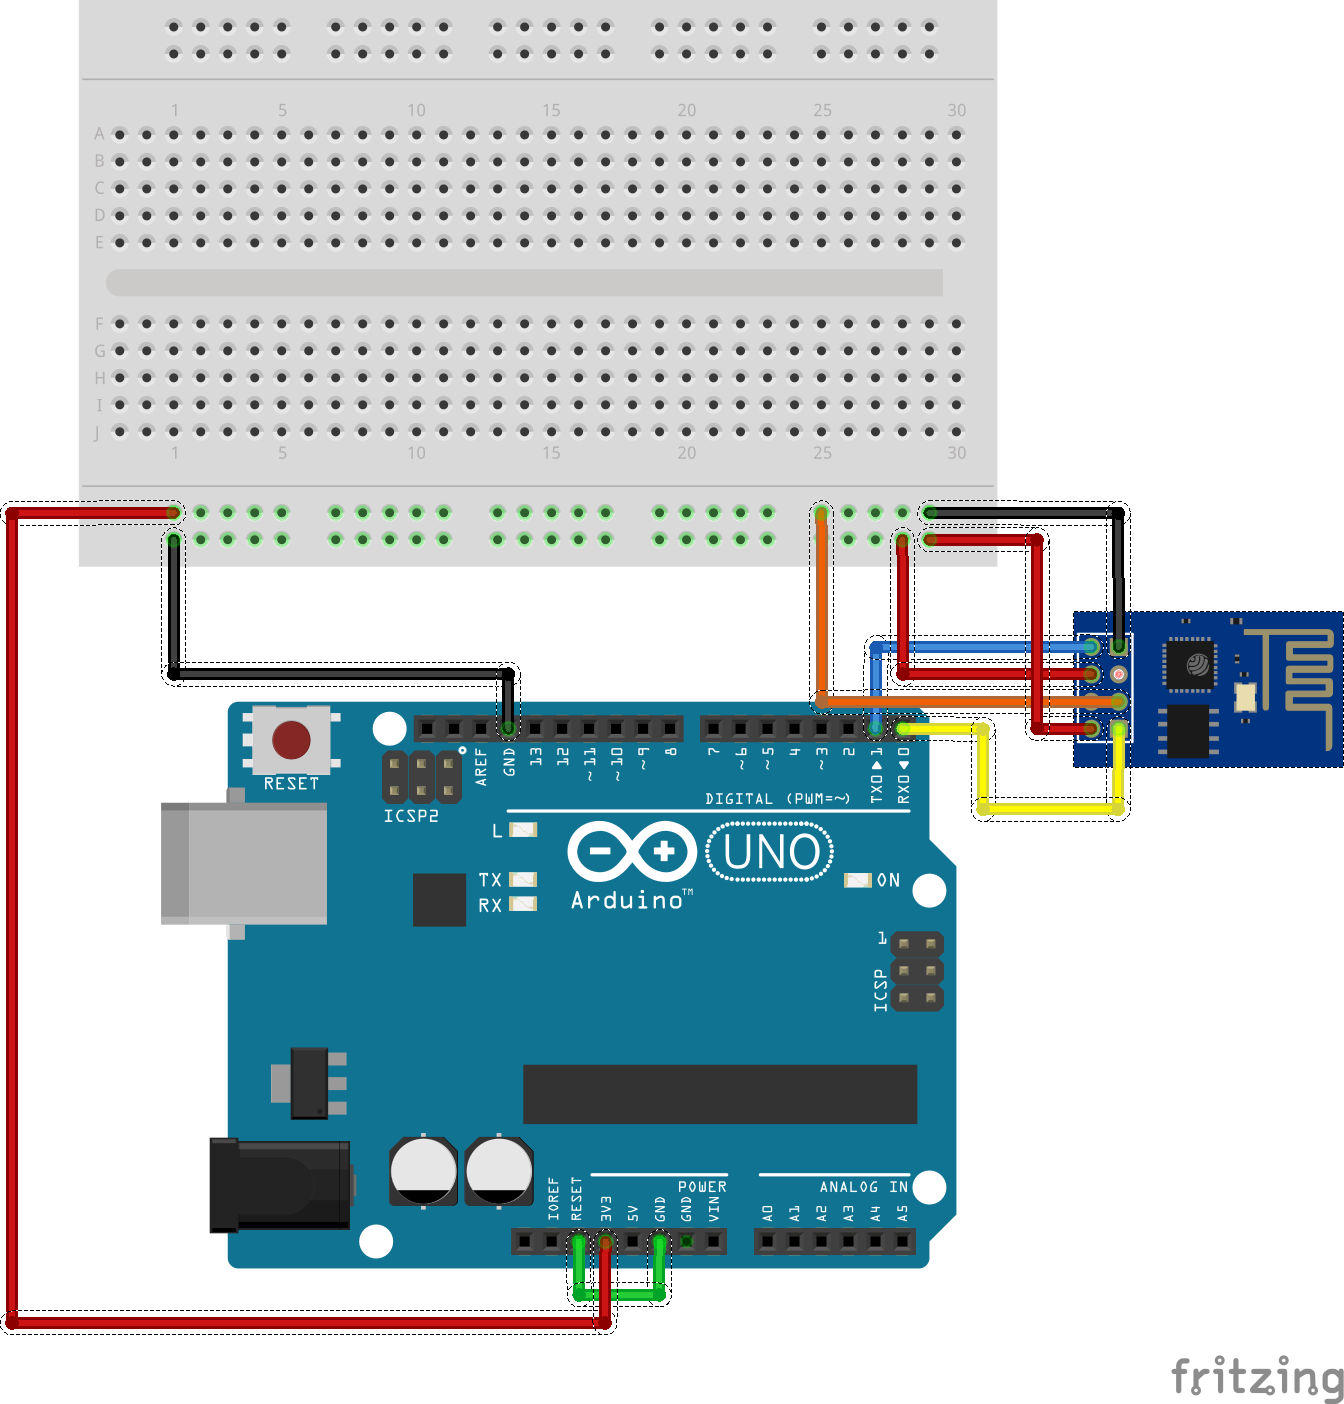 1 5 10 15 20 25 30
A
B
C
D
E
F
G
H
I
J
1 5 10 15 20 25 30
RESET
ICSP2
AREF
GND
13
12
~11
~10
~9
8
7
~6
~5
4
~3
2
TX0▶1
RX0◀0
DIGITAL (PWM=~)
L
TX
RX
Arduino™
UNO
ON
1
ICSP
IOREF
RESET
3V3
5V
GND
GND
VIN
POWER
A0
A1
A2
A3
A4
A5
ANALOG IN
fritzing